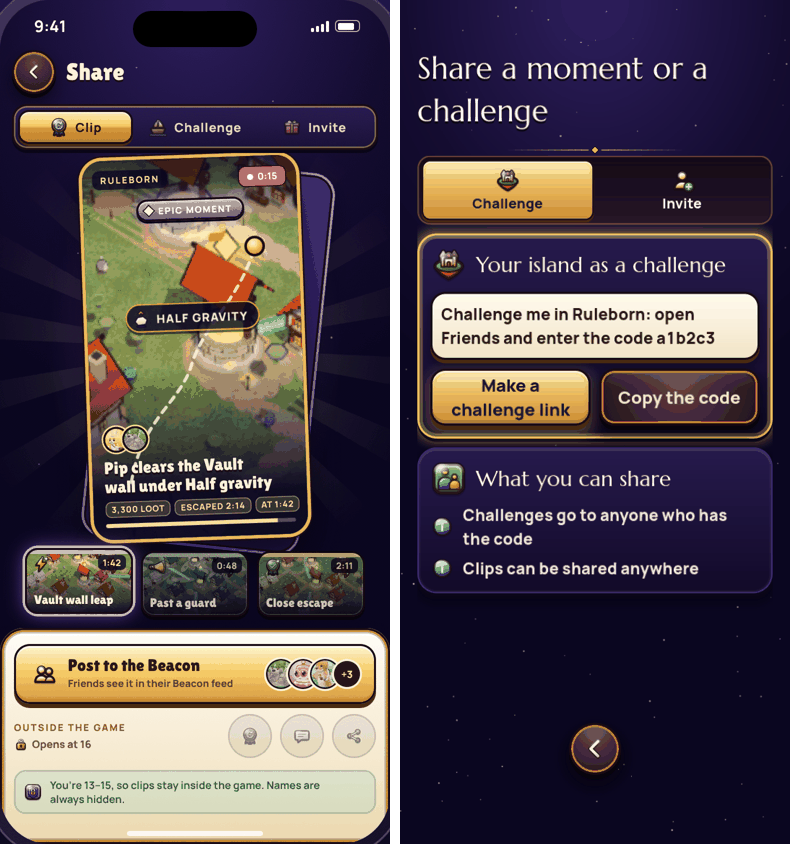 9:41
Share
Clip
Challenge
Invite
RULEBORN
0:15
EPIC MOMENT
HALF GRAVITY
Pip clears the Vault
wall under Half gravity
3,300 LOOT
ESCAPED 2:14
AT 1:42
1:42
Vault wall leap
0:48
Past a guard
2:11
Close escape
Post to the Beacon
Friends see it in their Beacon feed
+3
OUTSIDE THE GAME
Opens at 16
You're 13–15, so clips stay inside the game. Names are
always hidden.
Share a moment or a
challenge
Challenge
Invite
Your island as a challenge
Challenge me in Ruleborn: open
Friends and enter the code a1b2c3
Make a
challenge link
Copy the code
What you can share
Challenges go to anyone who has
the code
Clips can be shared anywhere